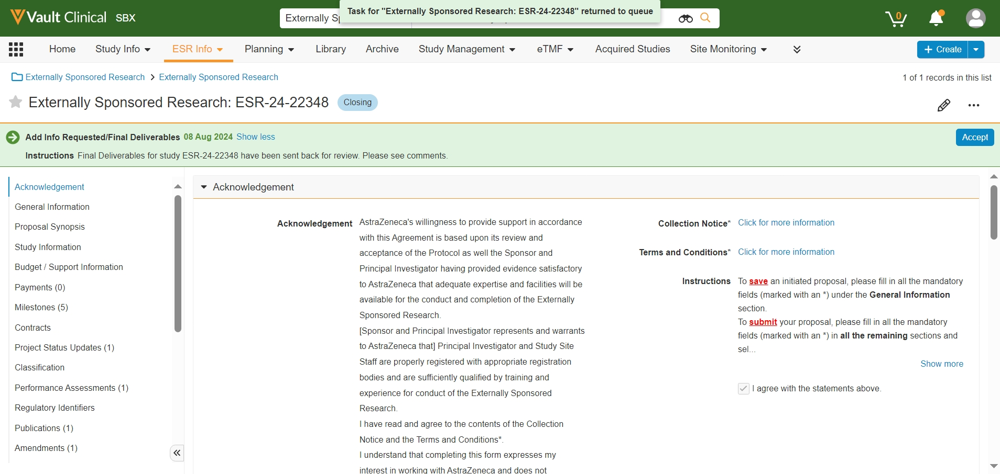 Vault Clinical SBX
Externally Sp
Task for "Externally Sponsored Research: ESR-24-22348" returned to queue
0
Home
Study Info
ESR Info
Planning
Library
Archive
Study Management
eTMF
Acquired Studies
Site Monitoring
+ Create
Externally Sponsored Research > Externally Sponsored Research
1 of 1 records in this list
Externally Sponsored Research: ESR-24-22348
Closing
Add Info Requested/Final Deliverables 08 Aug 2024 Show less
Accept
Instructions Final Deliverables for study ESR-24-22348 have been sent back for review. Please see comments.
Acknowledgement
General Information
Proposal Synopsis
Study Information
Budget / Support Information
Payments (0)
Milestones (5)
Contracts
Project Status Updates (1)
Classification
Performance Assessments (1)
Regulatory Identifiers
Publications (1)
Amendments (1)
Acknowledgement
Acknowledgement
AstraZeneca's willingness to provide support in accordance
with this Agreement is based upon its review and
acceptance of the Protocol as well the Sponsor and
Principal Investigator having provided evidence satisfactory
to AstraZeneca that adequate expertise and facilities will be
available for the conduct and completion of the Externally
Sponsored Research.
[Sponsor and Principal Investigator represents and warrants
to AstraZeneca that] Principal Investigator and Study Site
Staff are properly registered with appropriate registration
bodies and are sufficiently qualified by training and
experience for conduct of the Externally Sponsored
Research.
I have read and agree to the contents of the Collection
Notice and the Terms and Conditions*.
I understand that completing this form expresses my
interest in working with AstraZeneca and does not
Collection Notice* Click for more information
Terms and Conditions* Click for more information
Instructions
To save an initiated proposal, please fill in all the mandatory
fields (marked with an *) under the General Information
section.
To submit your proposal, please fill in all the mandatory
fields (marked with an *) in all the remaining sections and
sel...
Show more
I agree with the statements above.